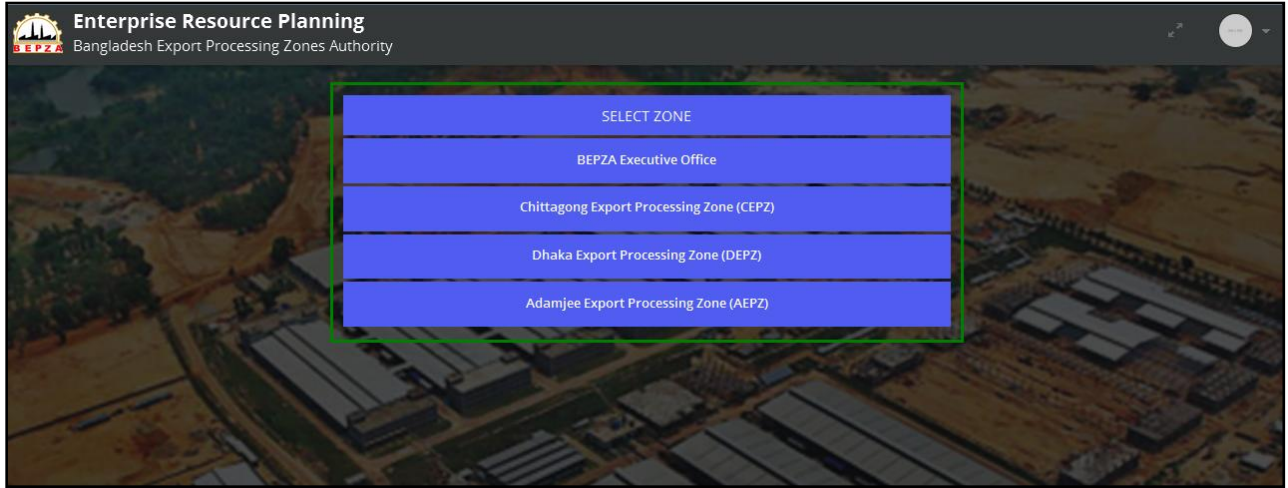 Enterprise Resource Planning
BEPZA
Bangladesh Export Processing Zones Authority
SELECT ZONE
BEPZA Executive Office
Chittagong Export Processing Zone (CEPZ)
Dhaka Export Processing Zone (DEPZ)
Adamjee Export Processing Zone (AEPZ)